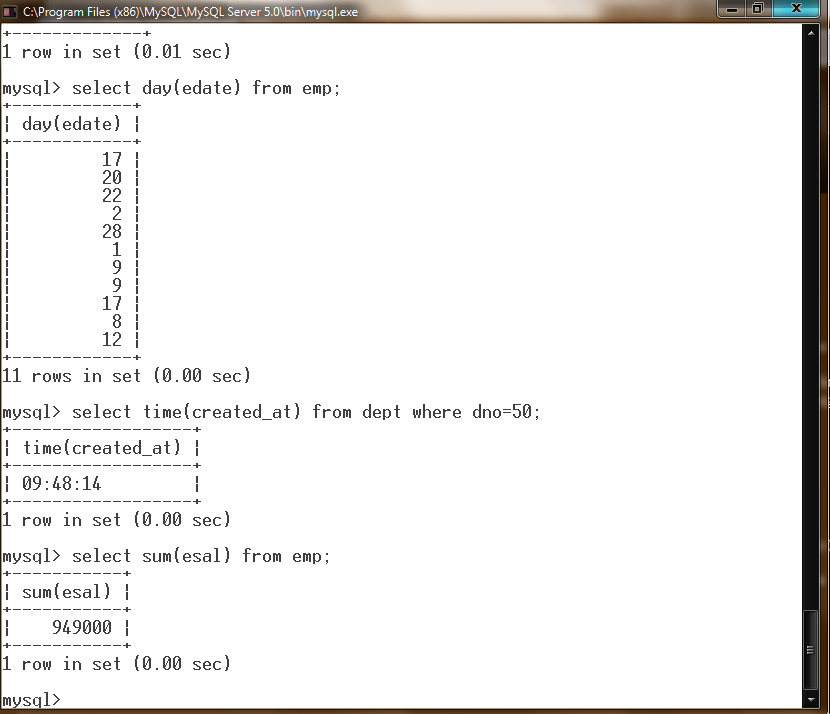 C:\Program Files (x86)\MySQL\MySQL Server 5.0\bin\mysql.exe
+-------------+
1 row in set (0.01 sec)
mysql> select day(edate) from emp;
+------------+
| day(edate) |
+------------+
|         17 |
|         20 |
|         22 |
|          2 |
|         28 |
|          1 |
|          9 |
|          9 |
|         17 |
|          8 |
|         12 |
+------------+
11 rows in set (0.00 sec)
mysql> select time(created_at) from dept where dno=50;
+------------------+
| time(created_at) |
+------------------+
| 09:48:14         |
+------------------+
1 row in set (0.00 sec)
mysql> select sum(esal) from emp;
+-----------+
| sum(esal) |
+-----------+
|    949000 |
+-----------+
1 row in set (0.00 sec)
mysql>